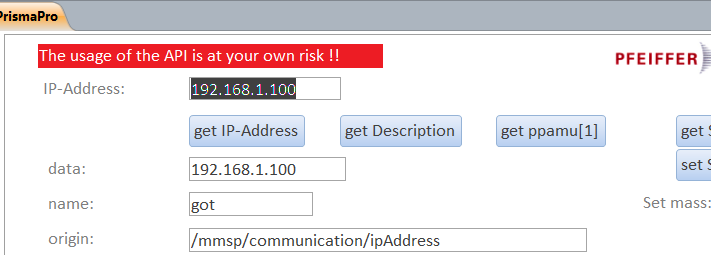 PrismaPro
The usage of the API is at your own risk !!
PFEIFFER
IP-Address:
192.168.1.100
get IP-Address
get Description
get ppamu[1]
get S
data:
192.168.1.100
set S
name:
got
Set mass:
origin:
/mmsp/communication/ipAddress